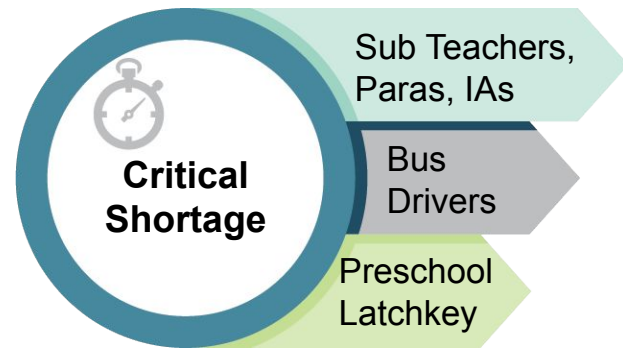 Critical
Shortage
Sub Teachers,
Paras, IAs
Bus
Drivers
Preschool
Latchkey